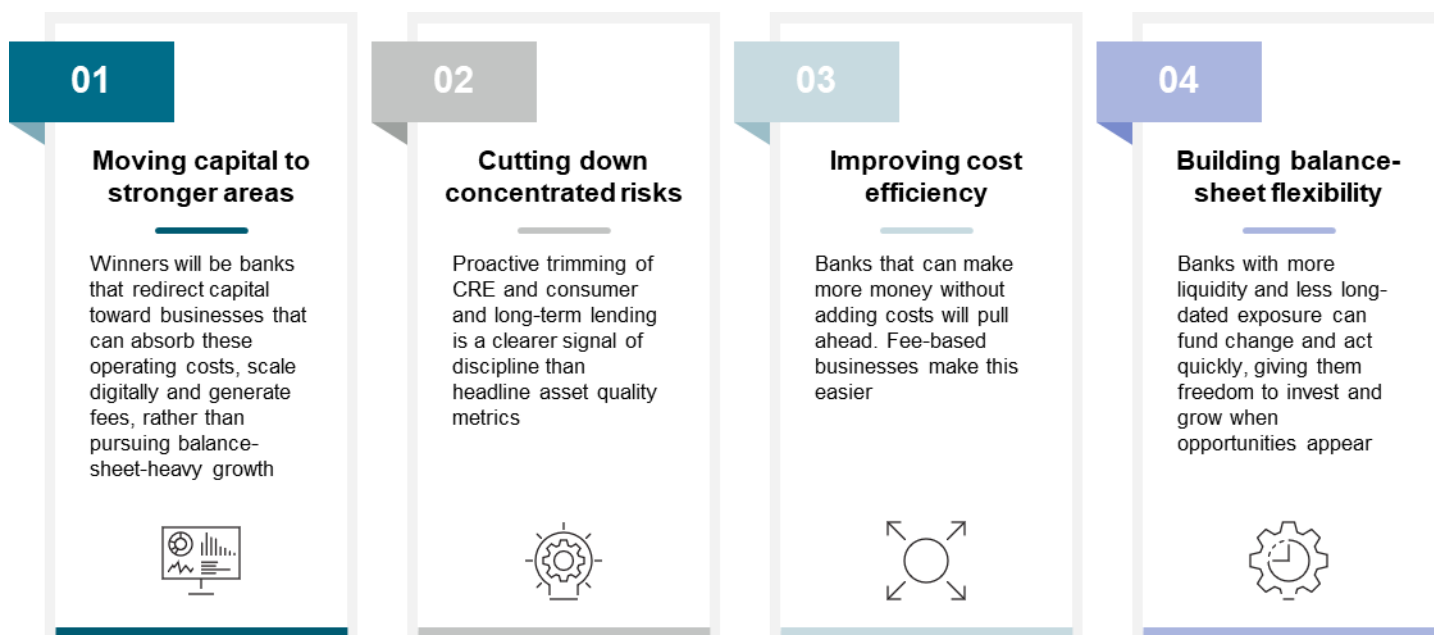 01
Moving capital to
stronger areas
Winners will be banks
that redirect capital
toward businesses that
can absorb these
operating costs, scale
digitally and generate
fees, rather than
pursuing balance-
sheet-heavy growth
02
Cutting down
concentrated risks
Proactive trimming of
CRE and consumer
and long-term lending
is a clearer signal of
discipline than
headline asset quality
metrics
03
Improving cost
efficiency
Banks that can make
more money without
adding costs will pull
ahead. Fee-based
businesses make this
easier
04
Building balance-
sheet flexibility
Banks with more
liquidity and less long-
dated exposure can
fund change and act
quickly, giving them
freedom to invest and
grow when
opportunities appear